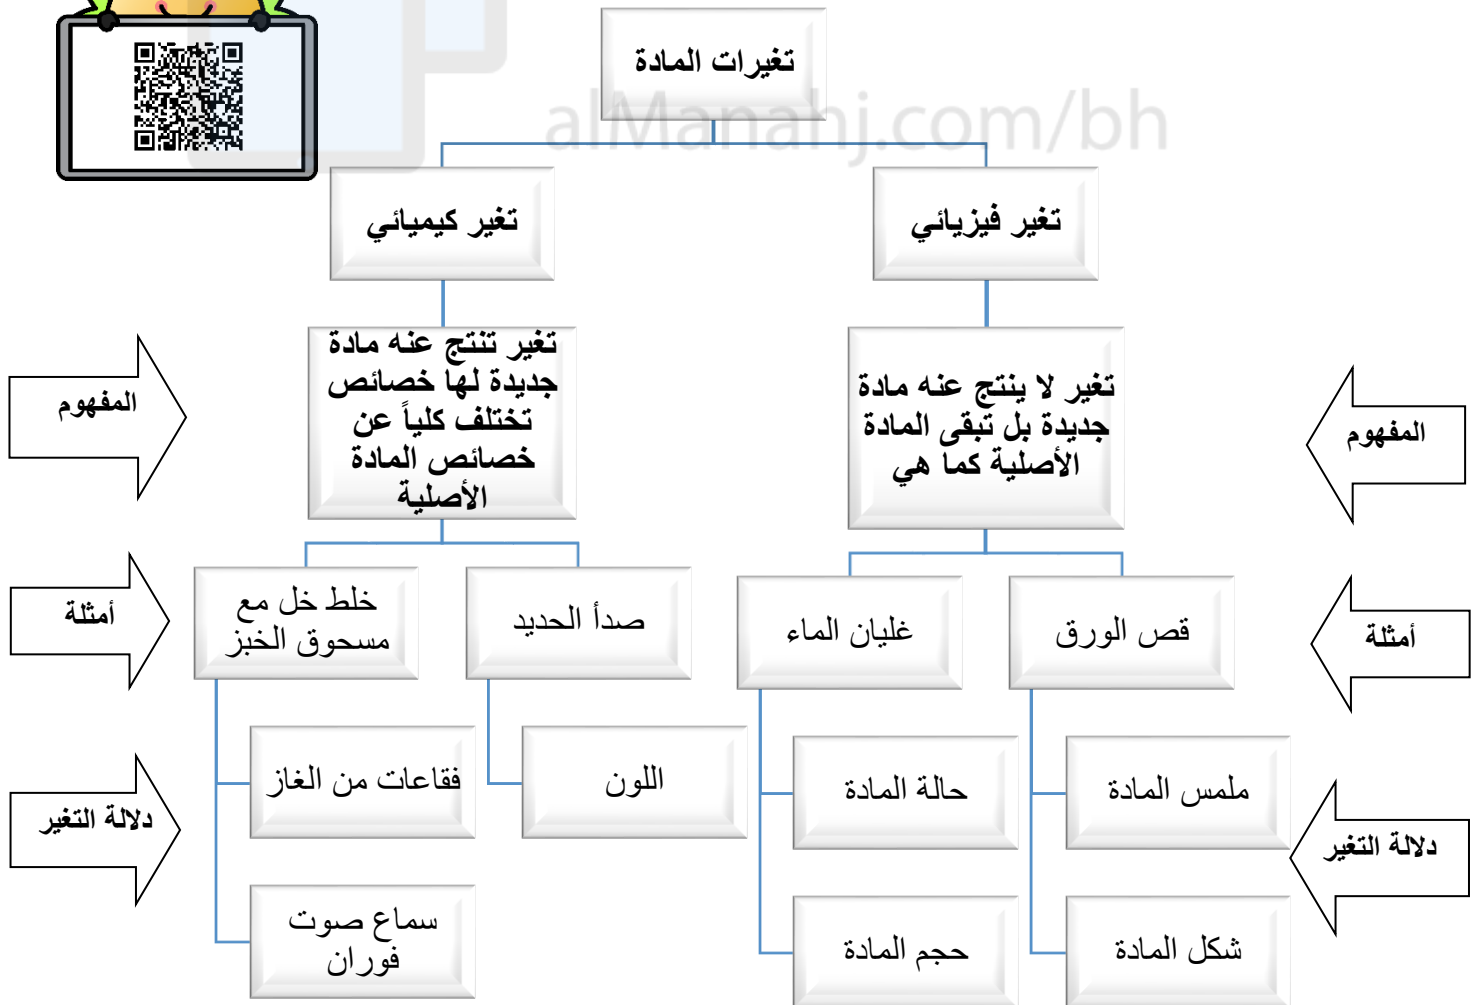 تغيرات المادة
alManahj.com/bh
تغير فيزيائي
تغير كيميائي
المفهوم
تغير لا ينتج عنه مادة
جديدة بل تبقى المادة
الأصلية كما هي
تغير تنتج عنه مادة
جديدة لها خصائص
تختلف كلياً عن
خصائص المادة
الأصلية
المفهوم
أمثلة
قص الورق
غليان الماء
صدأ الحديد
خلط خل مع
مسحوق الخبز
أمثلة
دلالة التغير
ملمس المادة
حالة المادة
اللون
فقاعات من الغاز
دلالة التغير
شكل المادة
حجم المادة
سماع صوت
فوران